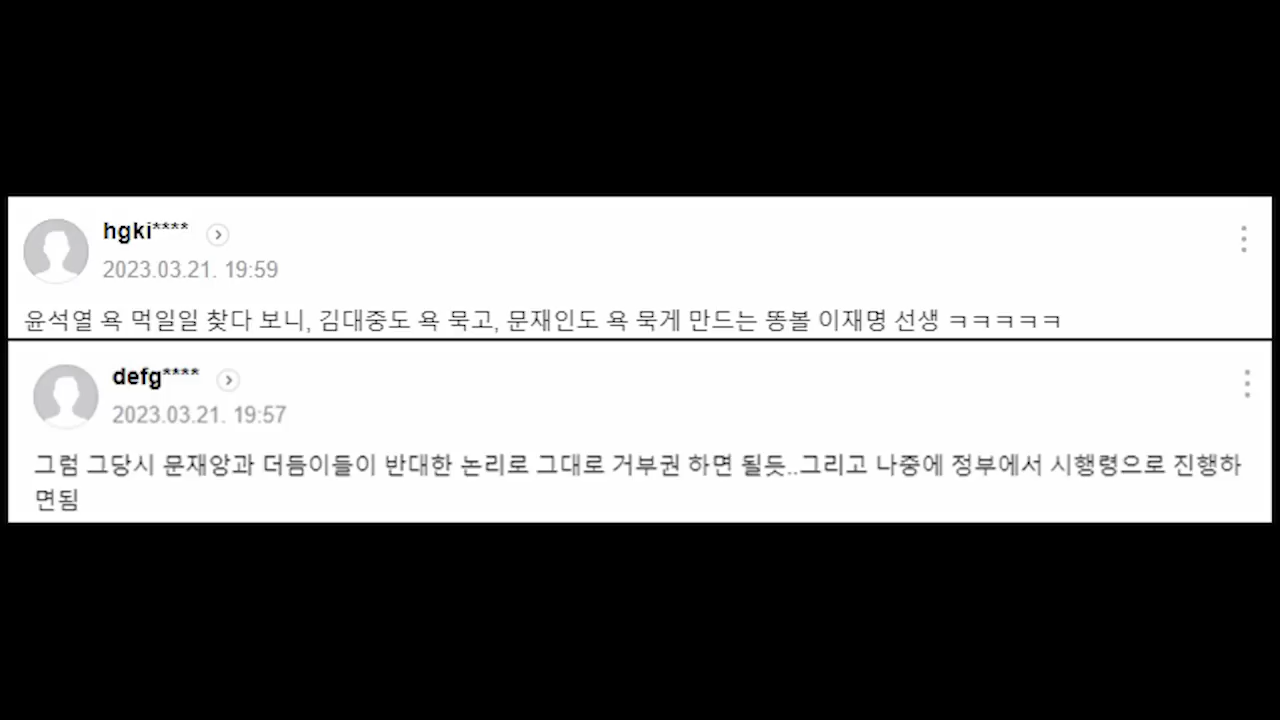 hgki****
2023.03.21. 19:59
윤석열 욕 먹일일 찾다 보니, 김대중도 욕 묵고, 문재인도 욕 묵게 만드는 똥볼 이재명 선생 ㅋㅋㅋㅋㅋ
defg****
2023.03.21. 19:57
그럼 그당시 문재앙과 더듬이들이 반대한 논리로 그대로 거부권 하면 될듯..그리고 나중에 정부에서 시행령으로 진행하
면됨